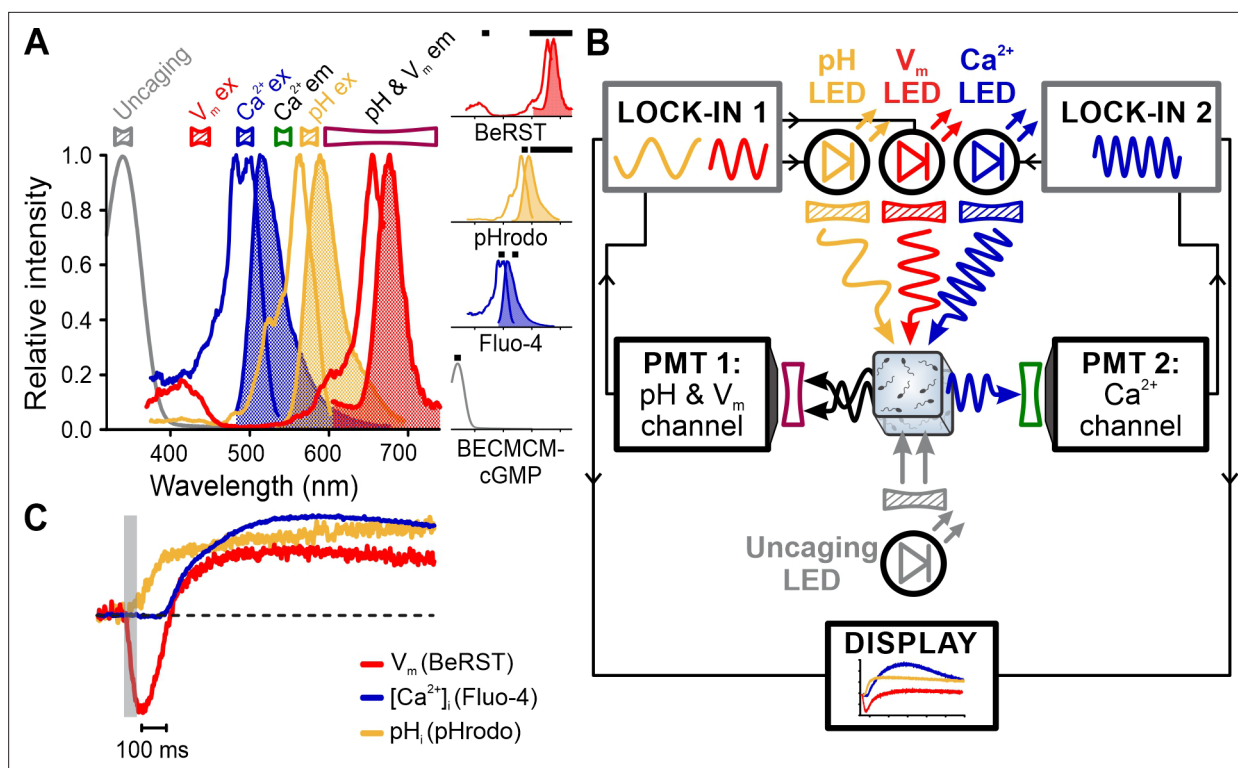 A
Uncaging
Vm ex
Ca2+ ex
Ca2+ em
pH ex
pH & Vm em
Relative intensity
1.0
0.8
0.6
0.4
0.2
0.0
400
500
600
700
Wavelength (nm)
BeRST
pHrodo
Fluo-4
BECMCM-
cGMP
B
pH
LED
Vm
LED
Ca2+
LED
LOCK-IN 1
LOCK-IN 2
PMT 1:
pH & Vm
channel
PMT 2:
Ca2+
channel
Uncaging
LED
DISPLAY
C
Vm (BeRST)
[Ca2+]i (Fluo-4)
pHi (pHrodo)
100 ms